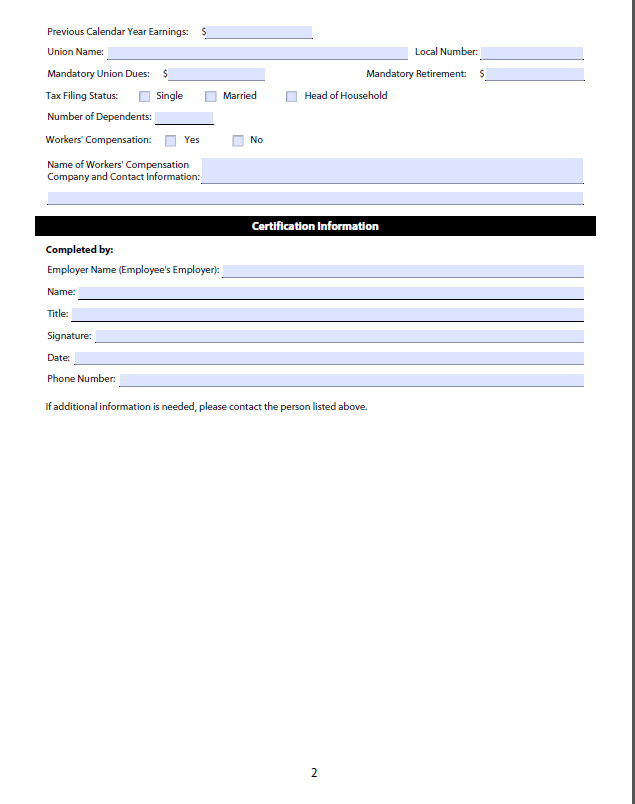 Previous Calendar Year Earnings: $
Union Name: Local Number:
Mandatory Union Dues: $ Mandatory Retirement: $
Tax Filing Status: Single Married Head of Household
Number of Dependents:
Workers' Compensation: Yes No
Name of Workers' Compensation
Company and Contact Information:
Certification Information
Completed by:
Employer Name (Employee's Employer):
Name:
Title:
Signature:
Date:
Phone Number:
If additional information is needed, please contact the person listed above.
2